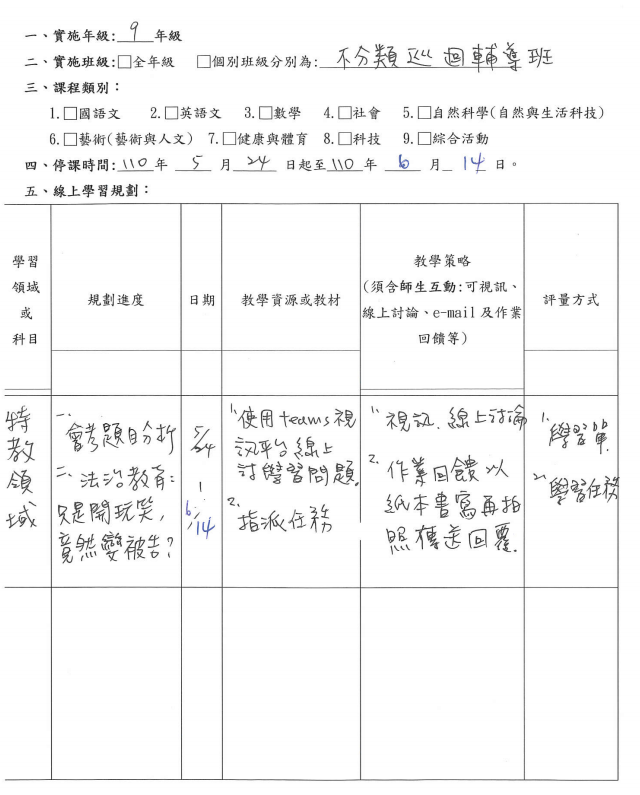 一、實施年級:9年級
二、實施班級:□全年級 □個別班級分別為: 不分類巡迴輔導班
三、課程類別：
1.□國語文 2.□英語文 3.□數學 4.□社會 5.□自然科學(自然與生活科技)
6.□藝術(藝術與人文) 7.□健康與體育 8.□科技 9.□綜合活動
四、停課時間:110年 5 月 24 日起至110年 6 月 14 日。
五、線上學習規劃：
學習
領域
或
科目
規劃進度
日期
教學資源或教材
教學策略
(須含師生互動:可視訊、
線上討論、e-mail及作業
回饋等)
評量方式
特
教
領
域
一、
會考題目分析
二、法治教育:
只是開玩笑,
竟然變被告?
5/24
|
6/14
1.使用teams視
訊平台線上
討學習問題。
2.
指派任務
1.視訊.線上討論
2.作業回饋以
紙本書寫再拍
照傳送回覆.
1.
學習單
2.學習任務